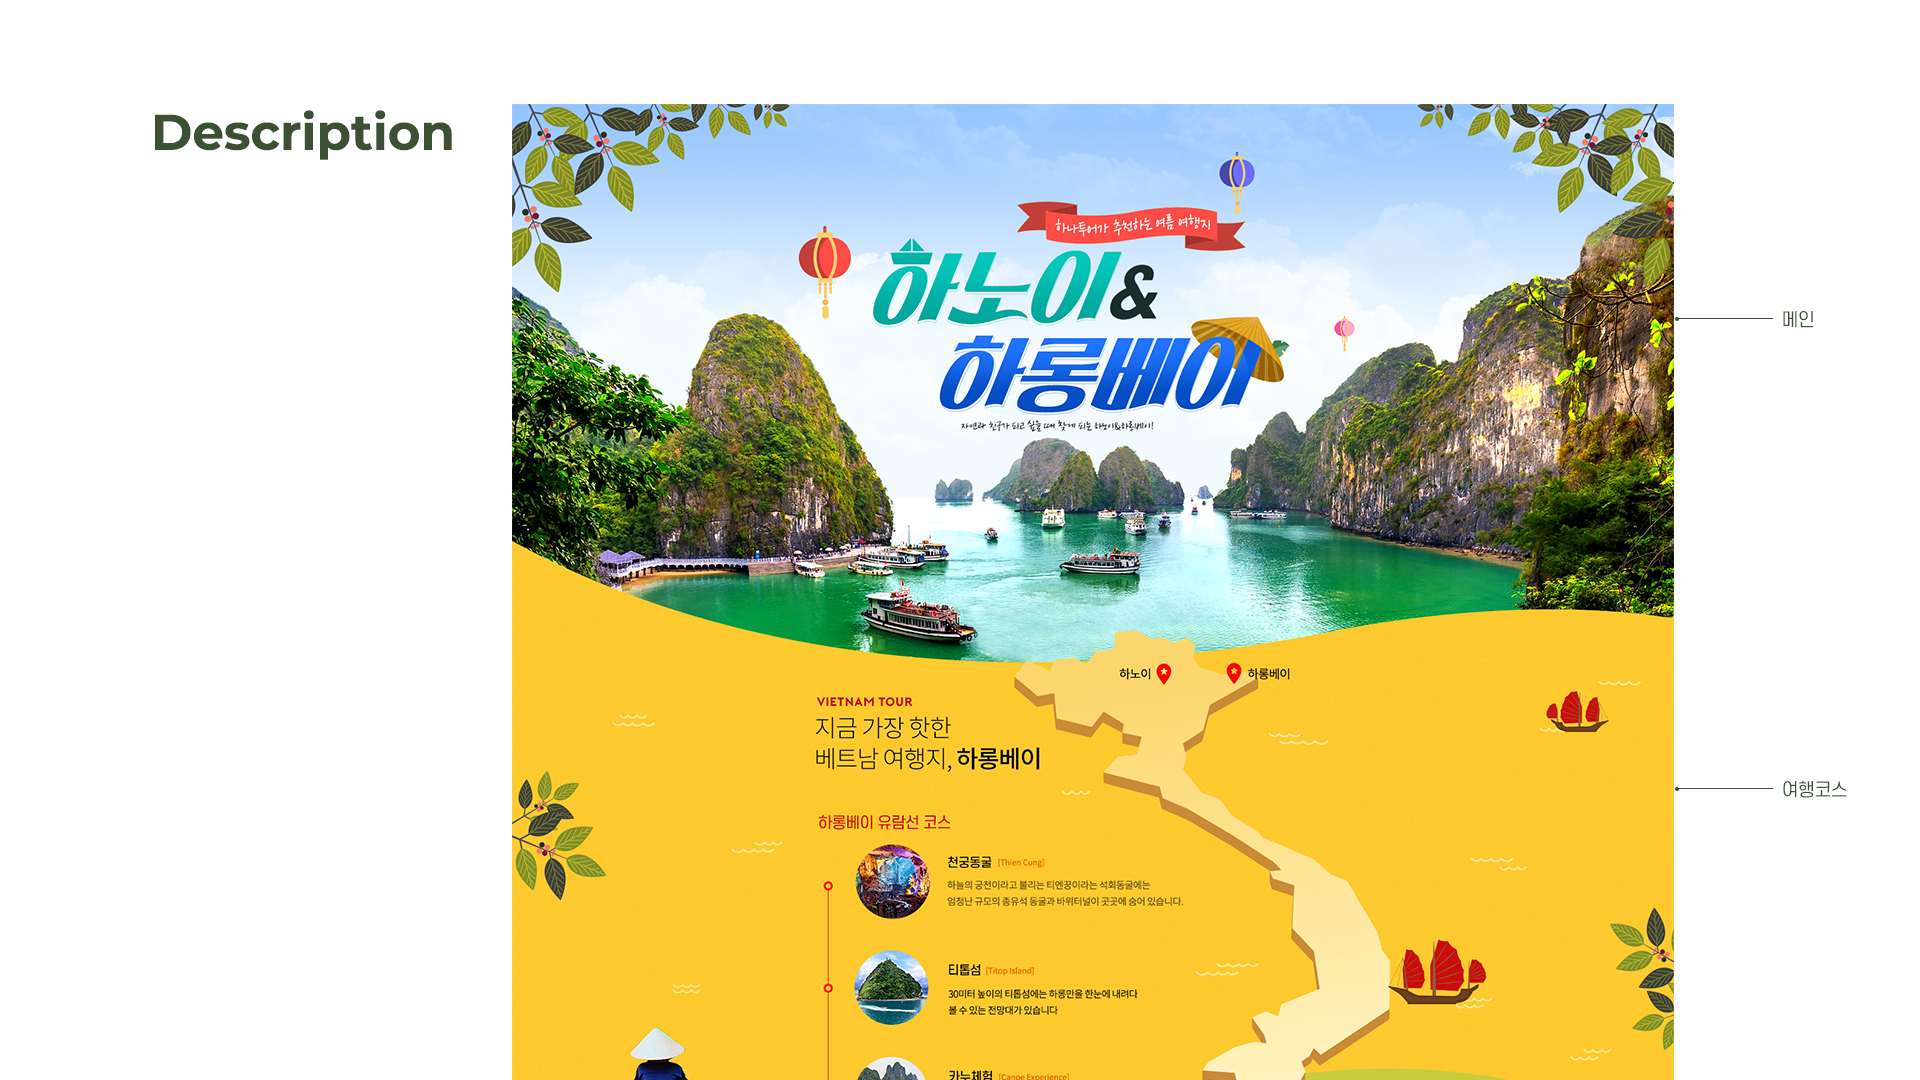 Description
하나투어가 추천하는 여름 여행지
하노이&
하롱베이
자연과 친구가 되고 싶을 때 찾게 되는 하노이&하롱베이!
메인
하노이
하롱베이
VIETNAM TOUR
지금 가장 핫한
베트남 여행지, 하롱베이
여행코스
하롱베이 유람선 코스
천궁동굴 [Thien Cung]
하늘의 궁전이라고 불리는 티엔꿍이라는 석회동굴에는
엄청난 규모의 종유석 동굴과 바위터널이 곳곳에 숨어 있습니다.
티톱섬 [Titop Island]
30미터 높이의 티톱섬에는 하롱만을 한눈에 내려다
볼 수 있는 전망대가 있습니다
카누체험 [Canoe Experience]